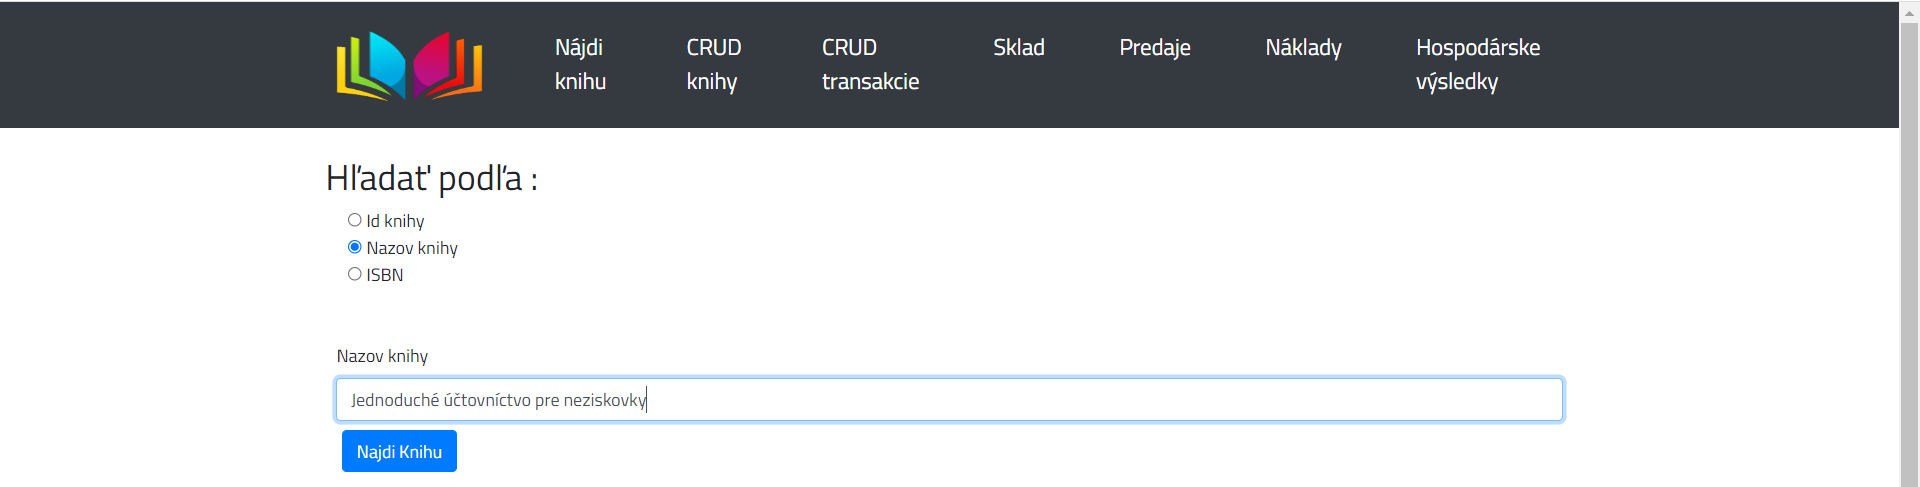 Nájdi knihu
CRUD knihy
CRUD transakcie
Sklad
Predaje
Náklady
Hospodárske výsledky
Hľadať podľa :
Id knihy
Nazov knihy
ISBN
Nazov knihy
Jednoduché účtovníctvo pre neziskovky
Najdi Knihu